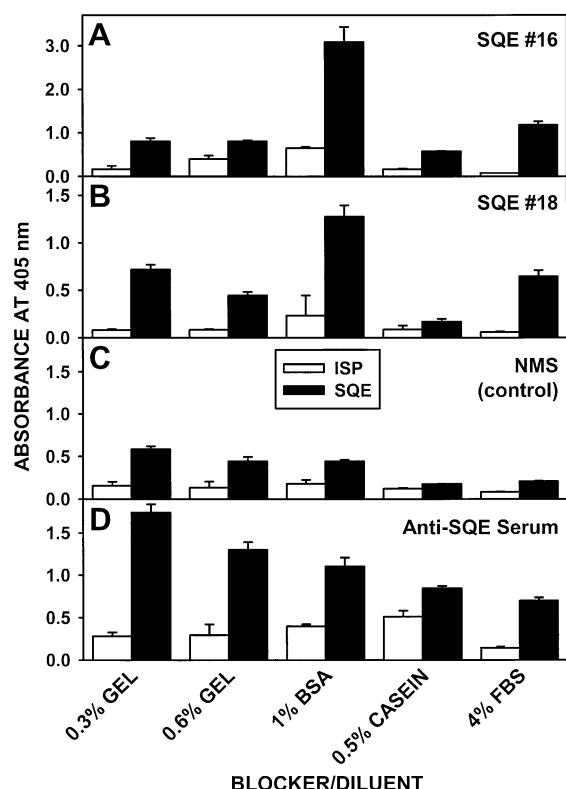 A
SQE #16
3.0
2.0
1.0
0.0
B
SQE #18
1.5
1.0
0.5
0.0
C
NMS
(control)
ISP
SQE
1.5
1.0
0.5
0.0
D
Anti-SQE Serum
1.5
1.0
0.5
0.0
ABSORBANCE AT 405 nm
0.3% GEL
0.6% GEL
1% BSA
0.5% CASEIN
4% FBS
BLOCKER/DILUENT